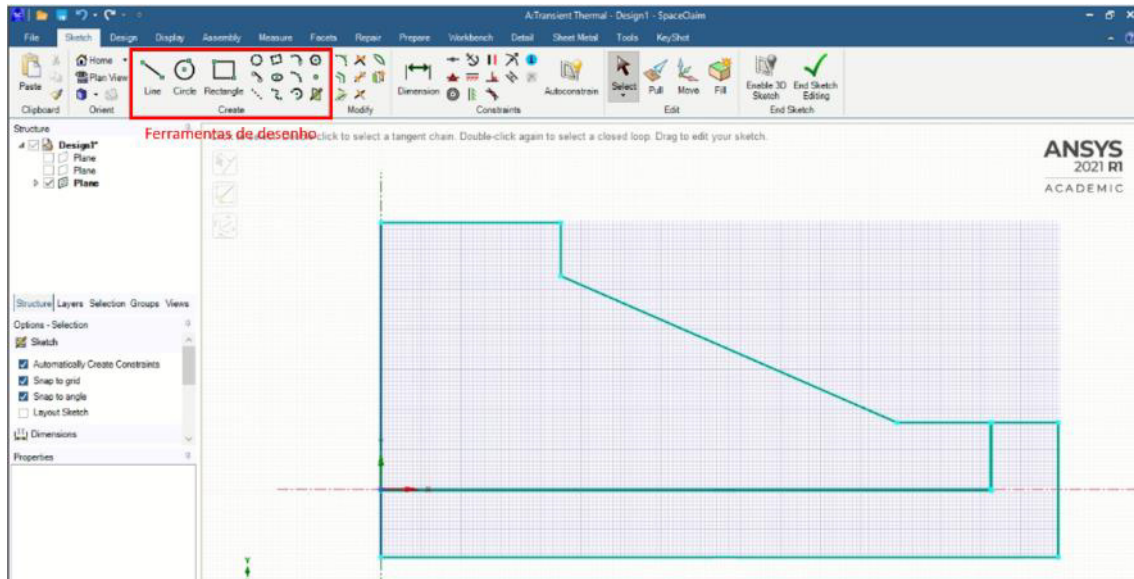 A:Transient Thermal - Design1 - SpaceClaim
File Sketch Design Display Assembly Measure Facets Repair Prepare Workbench Detail Sheet Metal Tools KeyShot
Paste
Home
Plan View
Line Circle Rectangle
Dimension
Autoconstrain
Select Pull Move Fill
Enable 3D Sketch
End Sketch Editing
Clipboard Orient Create Modify Constraints Edit End Sketch
Structure
Ferramentas de desenho
click to select a tangent chain. Double-click again to select a closed loop. Drag to edit your sketch.
Design1*
Plane
Plane
Plane
ANSYS
2021 R1
ACADEMIC
Structure Layers Selection Groups Views
Options - Selection
Sketch
Automatically Create Constraints
Snap to grid
Snap to angle
Layout Sketch
Dimensions
Properties
Y